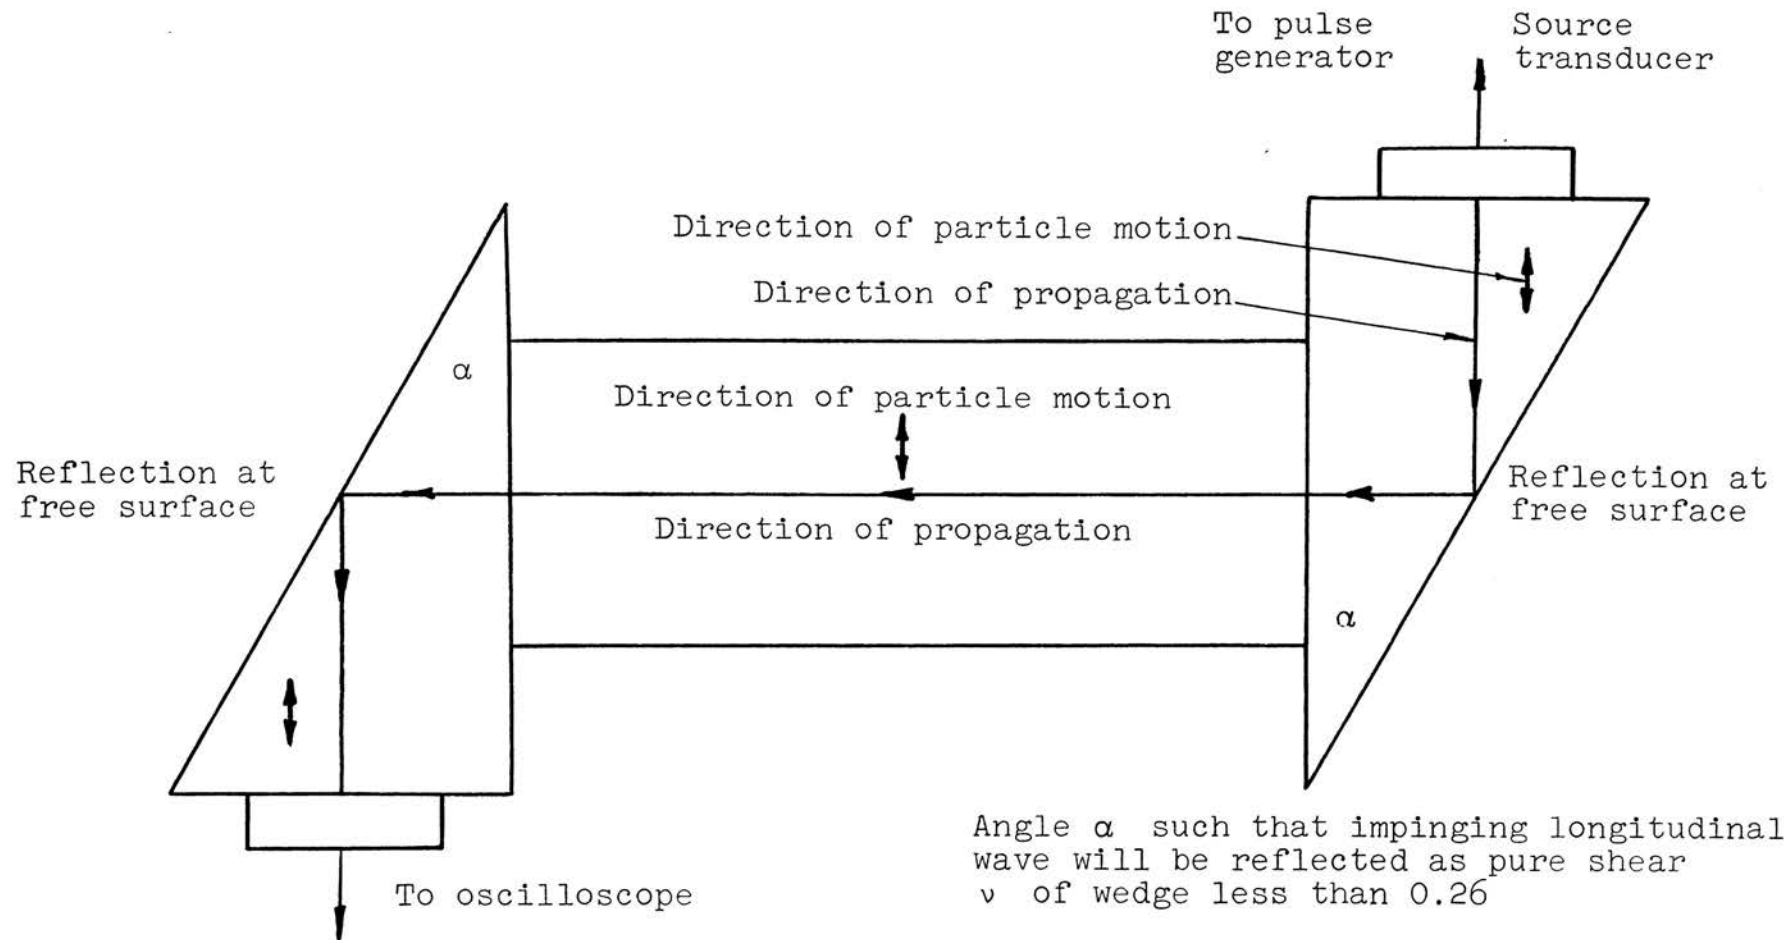 To pulse
generator
Source
transducer
Direction of particle motion
Direction of propagation
α
Direction of particle motion
Reflection at
free surface
Direction of propagation
Reflection at
free surface
α
Angle α such that impinging longitudinal
wave will be reflected as pure shear
ν of wedge less than 0.26
To oscilloscope